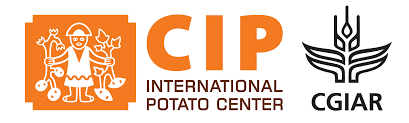 CIP
INTERNATIONAL
POTATO CENTER
CGIAR